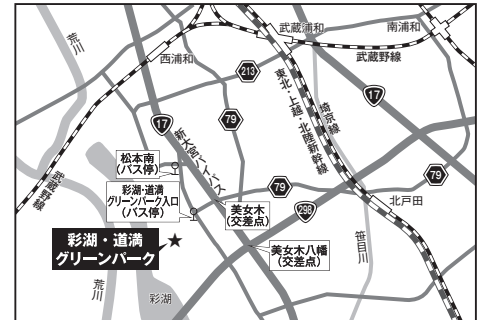 荒川
武蔵浦和
南浦和
武蔵野線
西浦和
213
東北・上越・北陸新幹線
埼京線
17
17
79
新大宮バイパス
松本南
(バス停)
武蔵野線
彩湖・道満
グリーンパーク入口
(バス停)
79
79
北戸田
美女木
(交差点)
298
彩湖・道満
グリーンパーク
美女木八幡
(交差点)
笹目川
荒川
彩湖